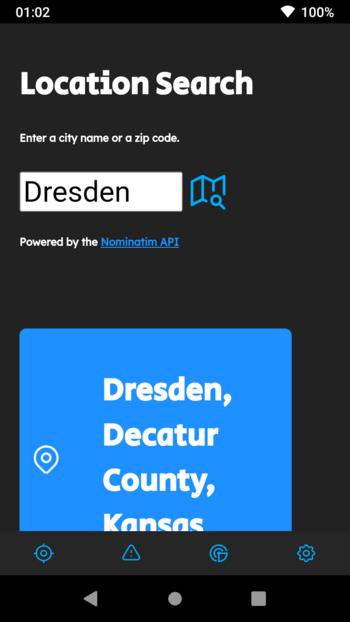 01:02 100%
Location Search
Enter a city name or a zip code.
Dresden
Powered by the Nominatim API
Dresden,
Decatur
County,
Kansas